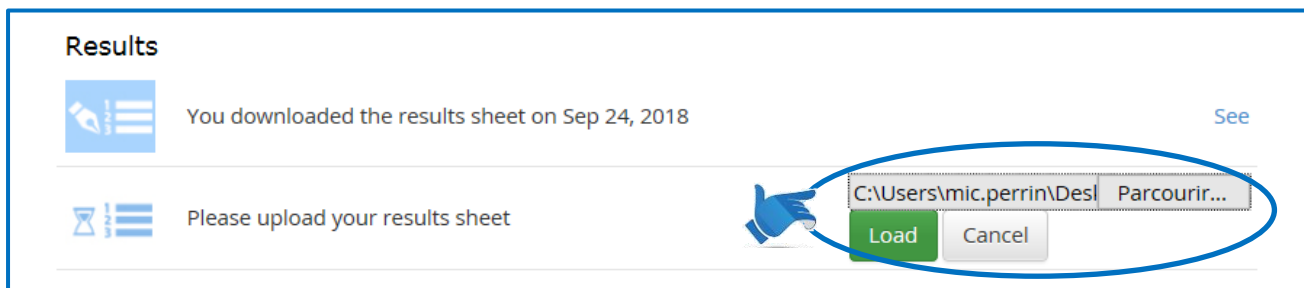 Results
You downloaded the results sheet on Sep 24, 2018 See
C:\Users\mic.perrin\Desl Parcourir...
Please upload your results sheet
Load Cancel